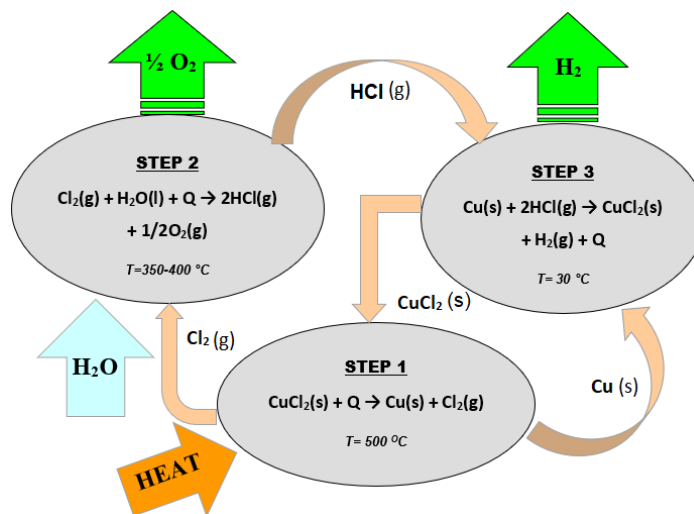 ½ O₂
H₂
HCl (g)
STEP 2
Cl₂(g) + H₂O(l) + Q → 2HCl(g)
+ 1/2O₂(g)
T=350-400 °C
STEP 3
Cu(s) + 2HCl(g) → CuCl₂(s)
+ H₂(g) + Q
T= 30 °C
CuCl₂ (s)
Cl₂ (g)
H₂O
STEP 1
CuCl₂(s) + Q → Cu(s) + Cl₂(g)
T= 500 °C
Cu (s)
HEAT